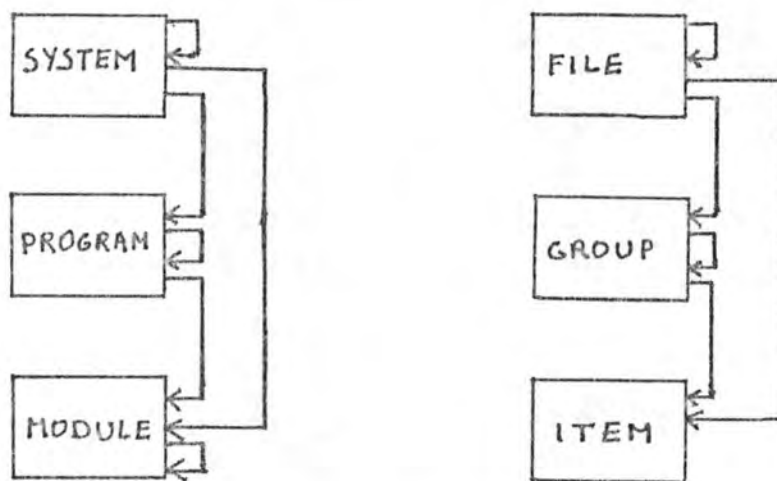 SYSTEM
FILE
PROGRAM
GROUP
MODULE
ITEM